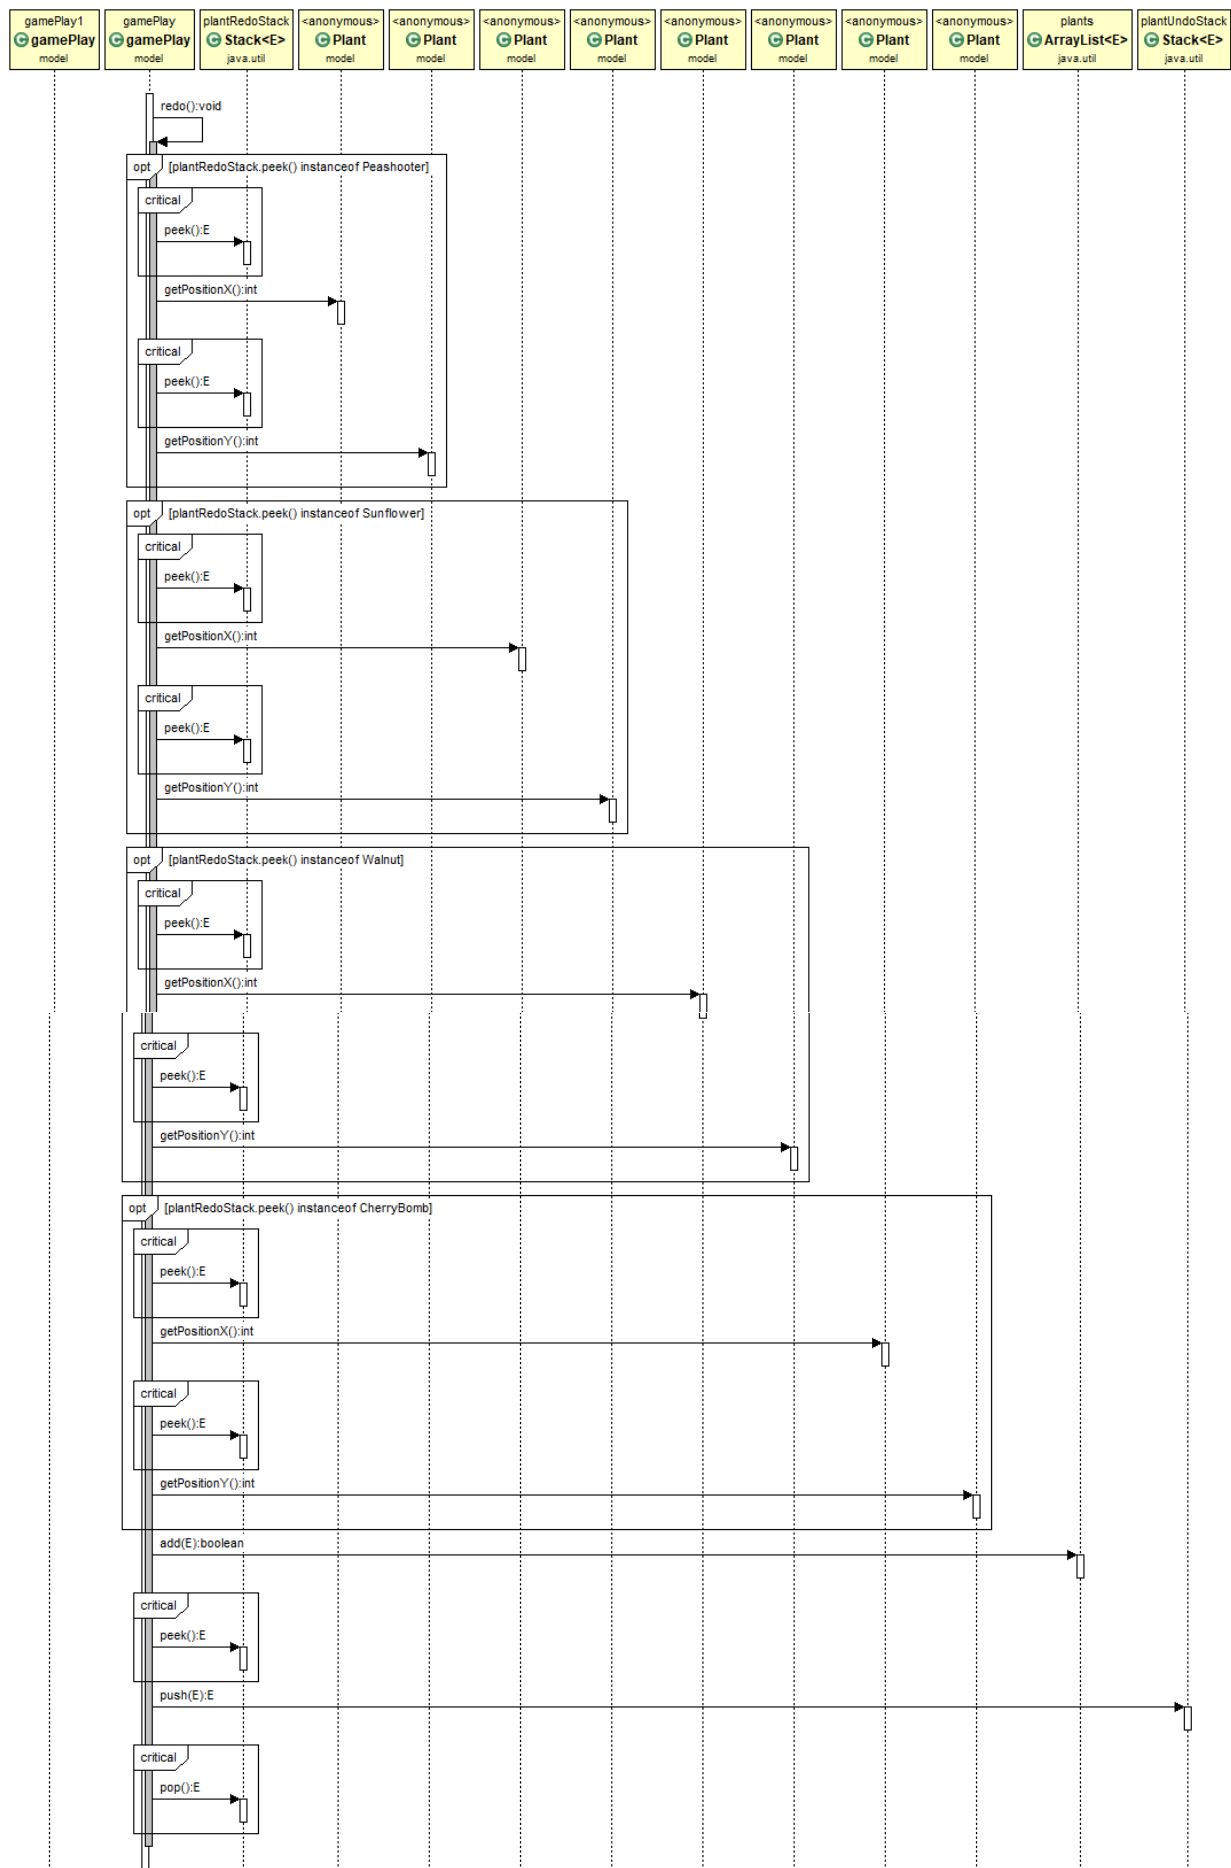 gamePlay1 gamePlay plantRedoStack <anonymous> <anonymous> <anonymous> <anonymous> <anonymous> <anonymous> <anonymous> <anonymous> plants plantUndoStack
C gamePlay C gamePlay C Stack<E> C Plant C Plant C Plant C Plant C Plant C Plant C Plant C Plant C ArrayList<E> C Stack<E>
model model java.util model model model model model model model model java.util java.util
redo():void
opt [plantRedoStack.peek() instanceof Peashooter]
critical
peek():E
getPositionX():int
critical
peek():E
getPositionY():int
opt [plantRedoStack.peek() instanceof Sunflower]
critical
peek():E
getPositionX():int
critical
peek():E
getPositionY():int
opt [plantRedoStack.peek() instanceof Walnut]
critical
peek():E
getPositionX():int
critical
peek():E
getPositionY():int
opt [plantRedoStack.peek() instanceof CherryBomb]
critical
peek():E
getPositionX():int
critical
peek():E
getPositionY():int
add(E):boolean
critical
peek():E
push(E):E
critical
pop():E